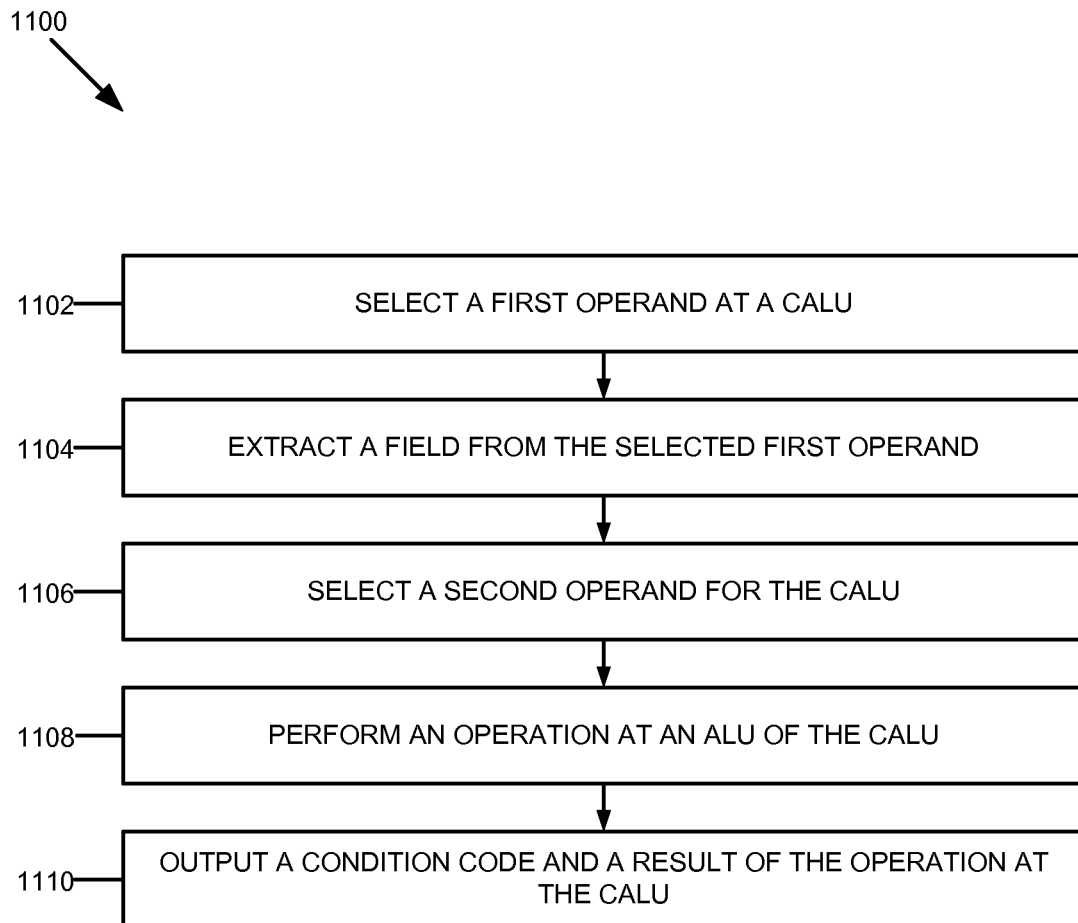 1100
1102
SELECT A FIRST OPERAND AT A CALU
1104
EXTRACT A FIELD FROM THE SELECTED FIRST OPERAND
1106
SELECT A SECOND OPERAND FOR THE CALU
1108
PERFORM AN OPERATION AT AN ALU OF THE CALU
1110
OUTPUT A CONDITION CODE AND A RESULT OF THE OPERATION AT
THE CALU